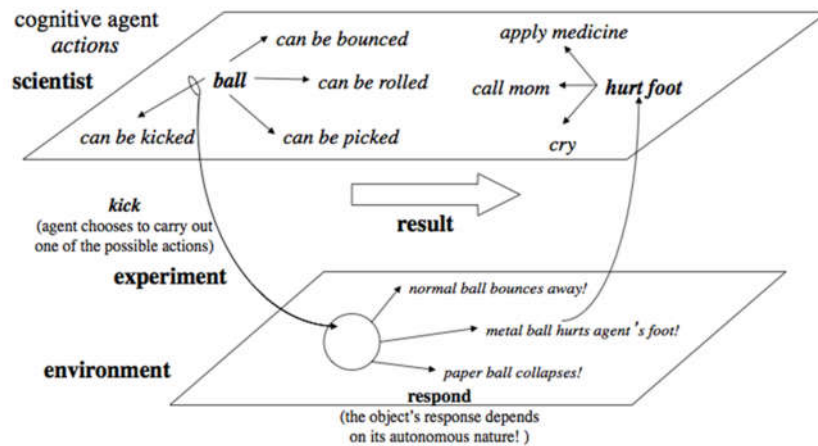 cognitive agent
actions
scientist
can be bounced
ball
can be rolled
can be kicked
can be picked
apply medicine
call mom
hurt foot
cry
kick
(agent chooses to carry out
one of the possible actions)
experiment
result
environment
normal ball bounces away!
metal ball hurts agent's foot!
paper ball collapses!
respond
(the object's response depends
on its autonomous nature! )